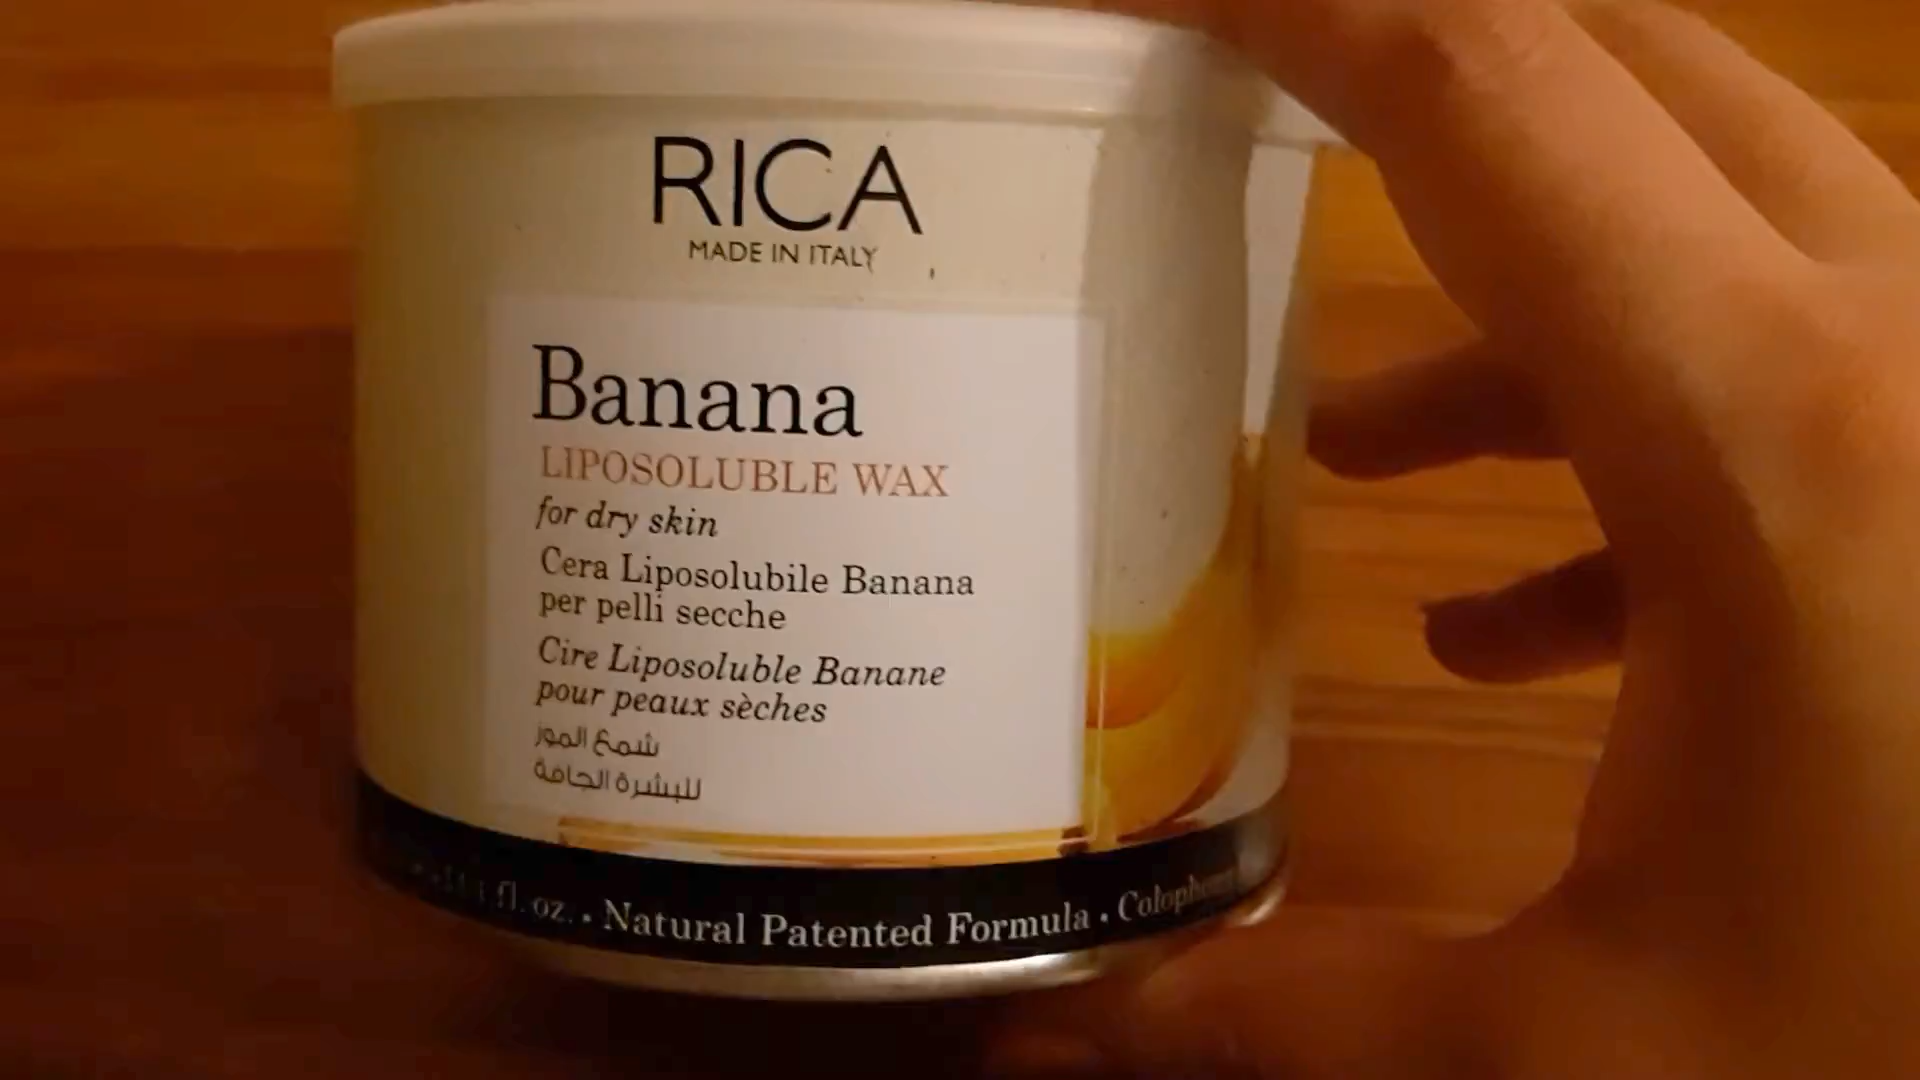 RICA
MADE IN ITALY
Banana
LIPOSOLUBLE WAX
for dry skin
Cera Liposolubile Banana
per pelli secche
Cire Liposoluble Banane
pour peaux sèches
شمع الموز
للبشرة الجافة
fl. oz. • Natural Patented Formula •